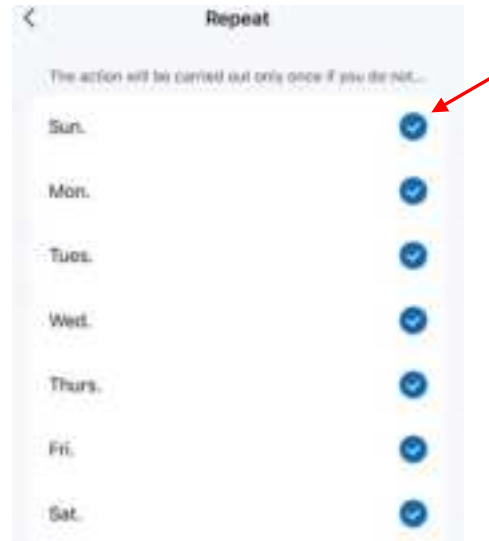 Repeat
The action will be carried out only once if you do not...
Sun.
Mon.
Tues.
Wed.
Thurs.
Fri.
Sat.